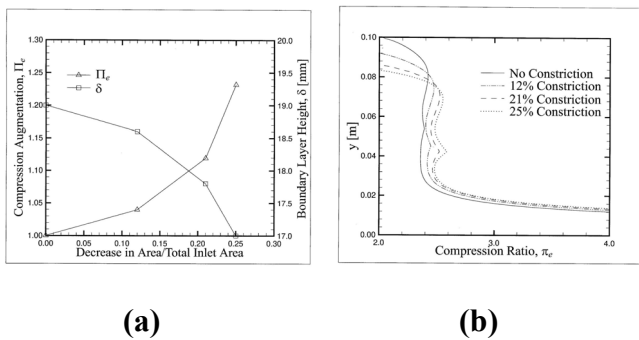 1.30
1.25
1.20
1.15
1.10
1.05
1.00
Compression Augmentation, Π_e
Π_e
δ
20.0
19.5
19.0
18.5
18.0
17.5
17.0
Boundary Layer Height, δ [mm]
0.00 0.05 0.10 0.15 0.20 0.25 0.30
Decrease in Area/Total Inlet Area
(a)
0.10
0.08
0.06
0.04
0.02
0.00
y [m]
No Constriction
12% Constriction
21% Constriction
25% Constriction
2.0 3.0 4.0
Compression Ratio, π_e
(b)